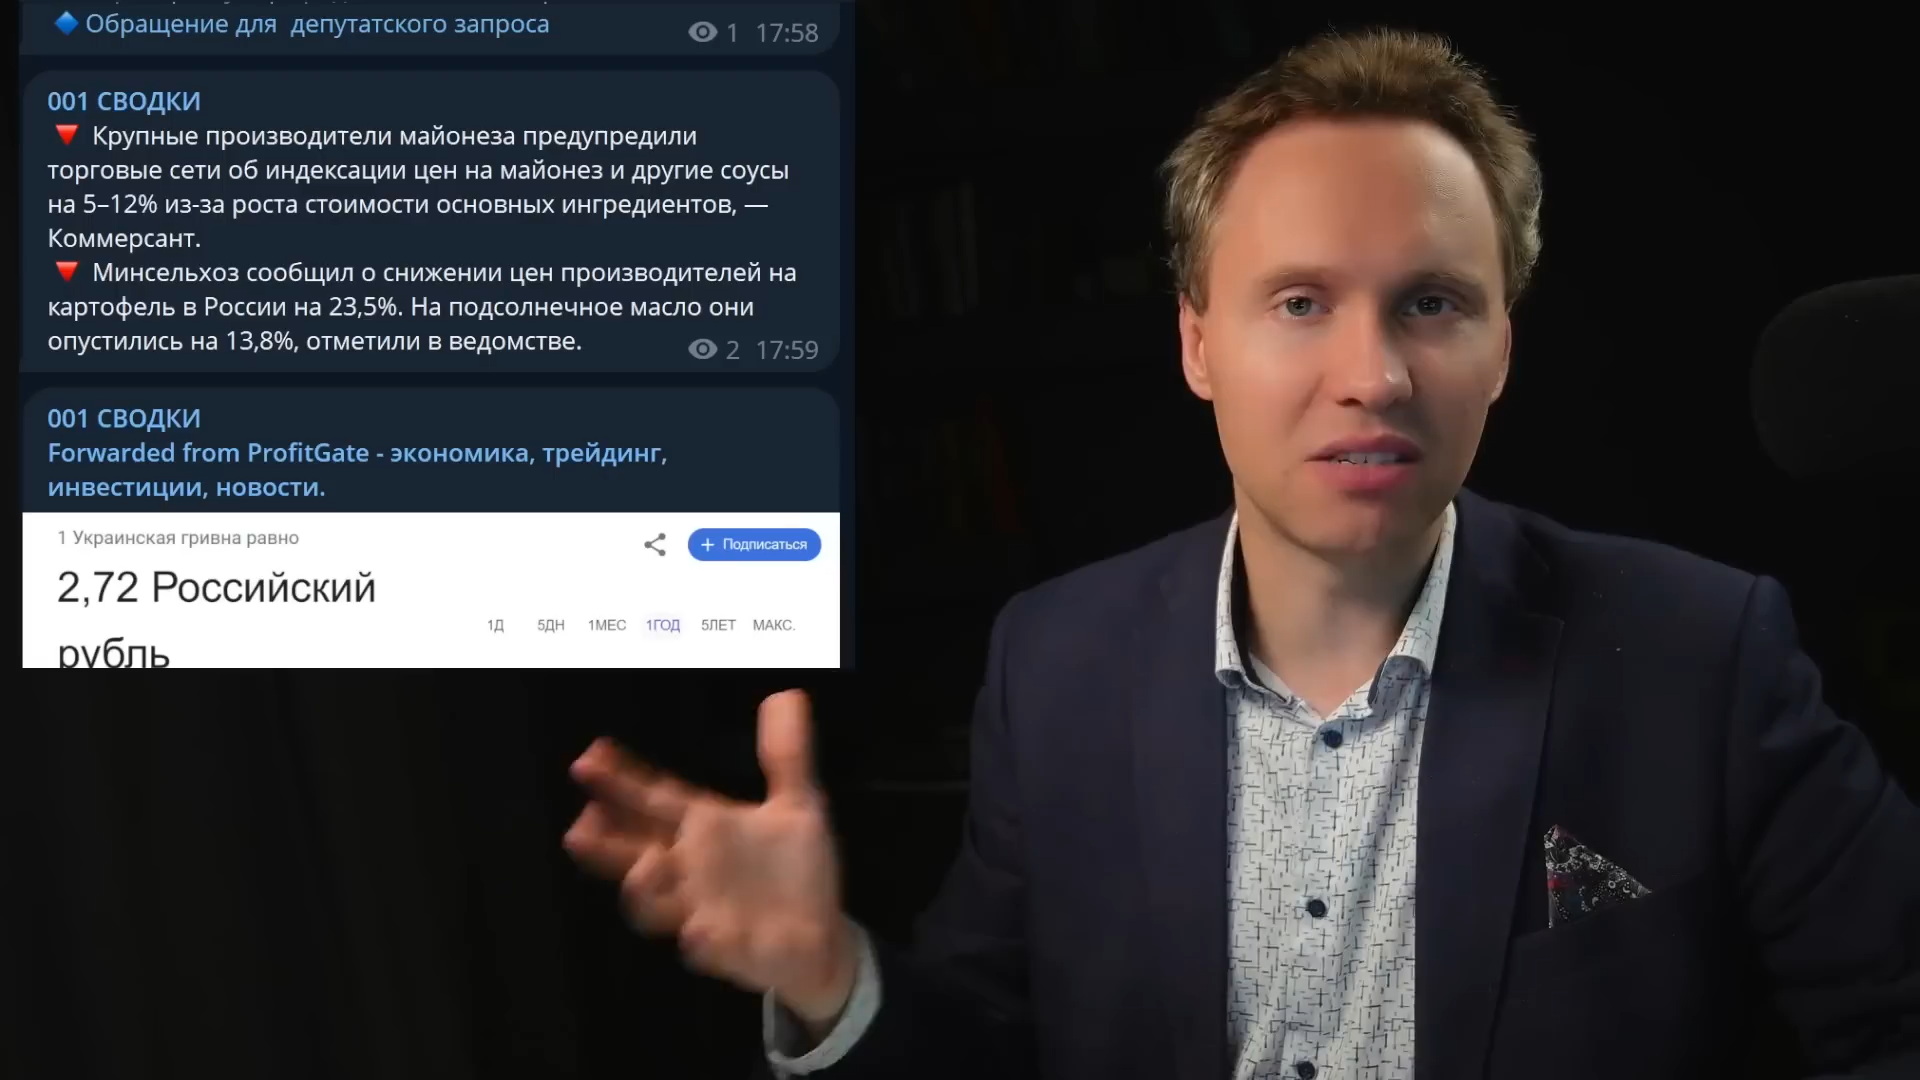 🔷 Обращение для депутатского запроса
1 17:58
001 СВОДКИ
🔻 Крупные производители майонеза предупредили
торговые сети об индексации цен на майонез и другие соусы
на 5–12% из-за роста стоимости основных ингредиентов, —
Коммерсант.
🔻 Минсельхоз сообщил о снижении цен производителей на
картофель в России на 23,5%. На подсолнечное масло они
опустились на 13,8%, отметили в ведомстве.
2 17:59
001 СВОДКИ
Forwarded from ProfitGate - экономика, трейдинг,
инвестиции, новости.
1 Украинская гривна равно
+ Подписаться
2,72 Российский
рубль
1Д 5ДН 1МЕС 1ГОД 5ЛЕТ МАКС.